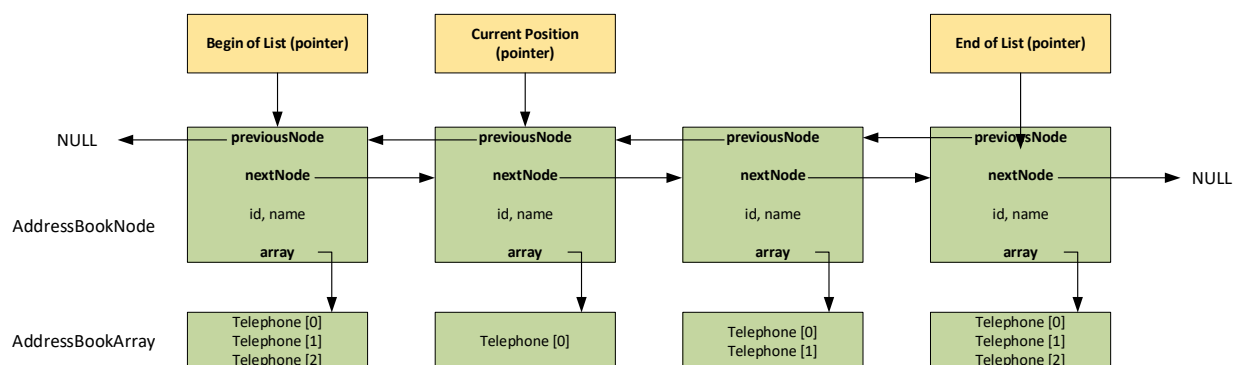 Begin of List (pointer)
Current Position
(pointer)
End of List (pointer)
NULL
previousNode
previousNode
previousNode
previousNode
nextNode
nextNode
nextNode
nextNode
NULL
AddressBookNode
id, name
id, name
id, name
id, name
array
array
array
array
AddressBookArray
Telephone [0]
Telephone [1]
Telephone [2]
Telephone [0]
Telephone [0]
Telephone [1]
Telephone [0]
Telephone [1]
Telephone [2]